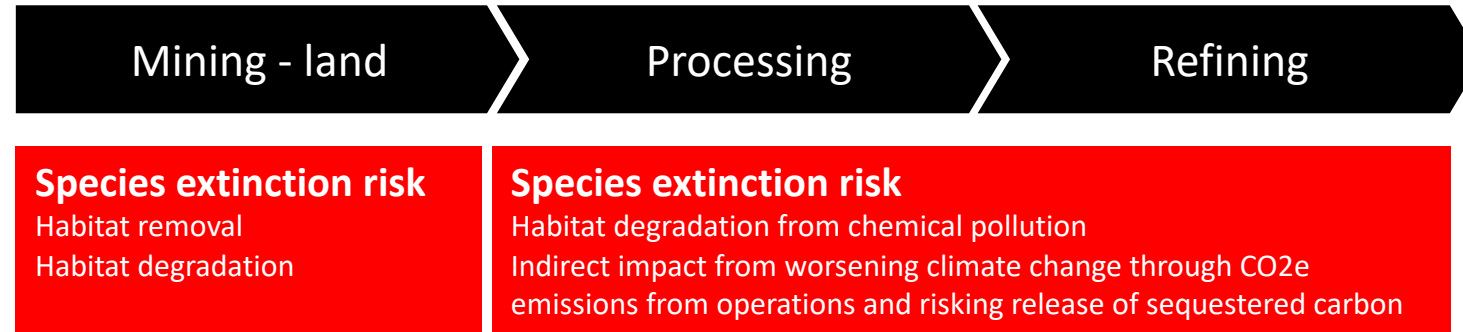 Mining - land
Processing
Refining
Species extinction risk
Habitat removal
Habitat degradation
Species extinction risk
Habitat degradation from chemical pollution
Indirect impact from worsening climate change through CO2e
emissions from operations and risking release of sequestered carbon